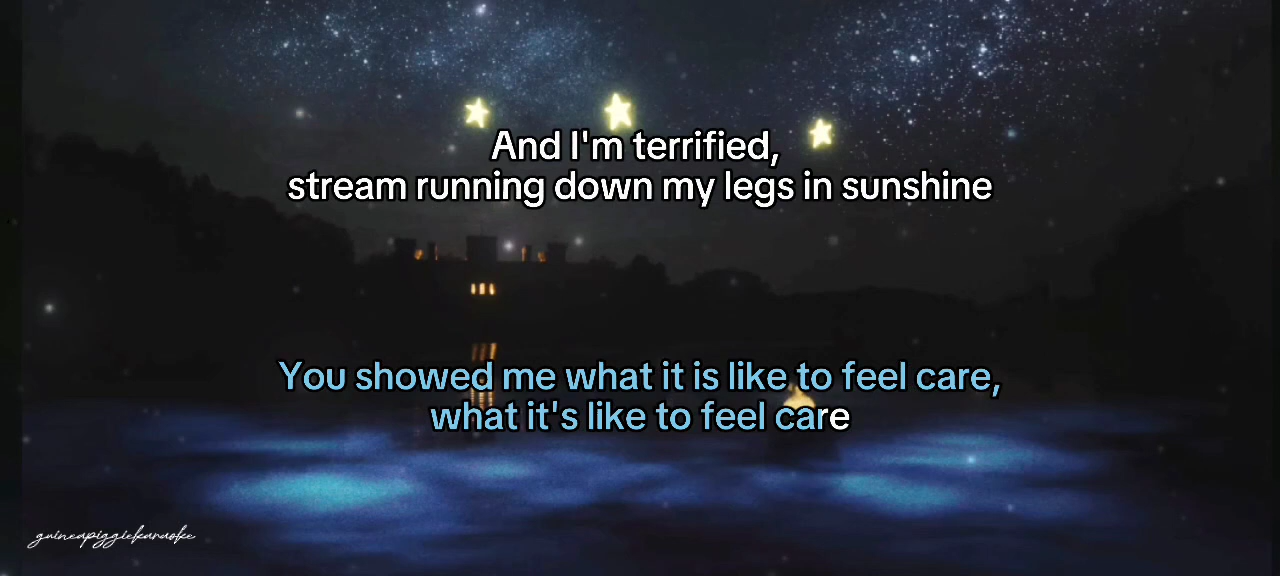 And I'm terrified,
stream running down my legs in sunshine
You showed me what it is like to feel care,
what it's like to feel care
guineapiggiekaraoke